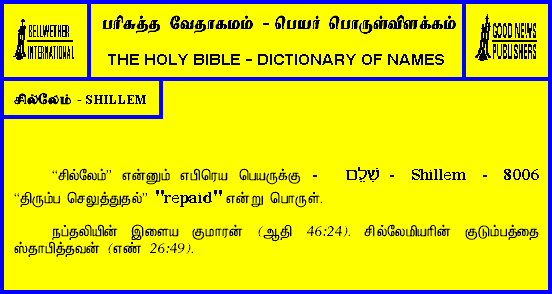 BELLWETHER
INTERNATIONAL
பரிசுத்த வேதாகமம் - பெயர் பொருள்விளக்கம்
THE HOLY BIBLE - DICTIONARY OF NAMES
GOOD NEWS
PUBLISHERS
சில்லேம் - SHILLEM
“சில்லேம்” என்னும் எபிரெய பெயருக்கு - שִׁלֵּם - Shillem - 8006
“திரும்ப செலுத்துதல்” "repaid" என்று பொருள்.
நப்தலியின் இளைய குமாரன் (ஆதி 46:24). சில்லேமியரின் குடும்பத்தை
ஸ்தாபித்தவன் (எண் 26:49).